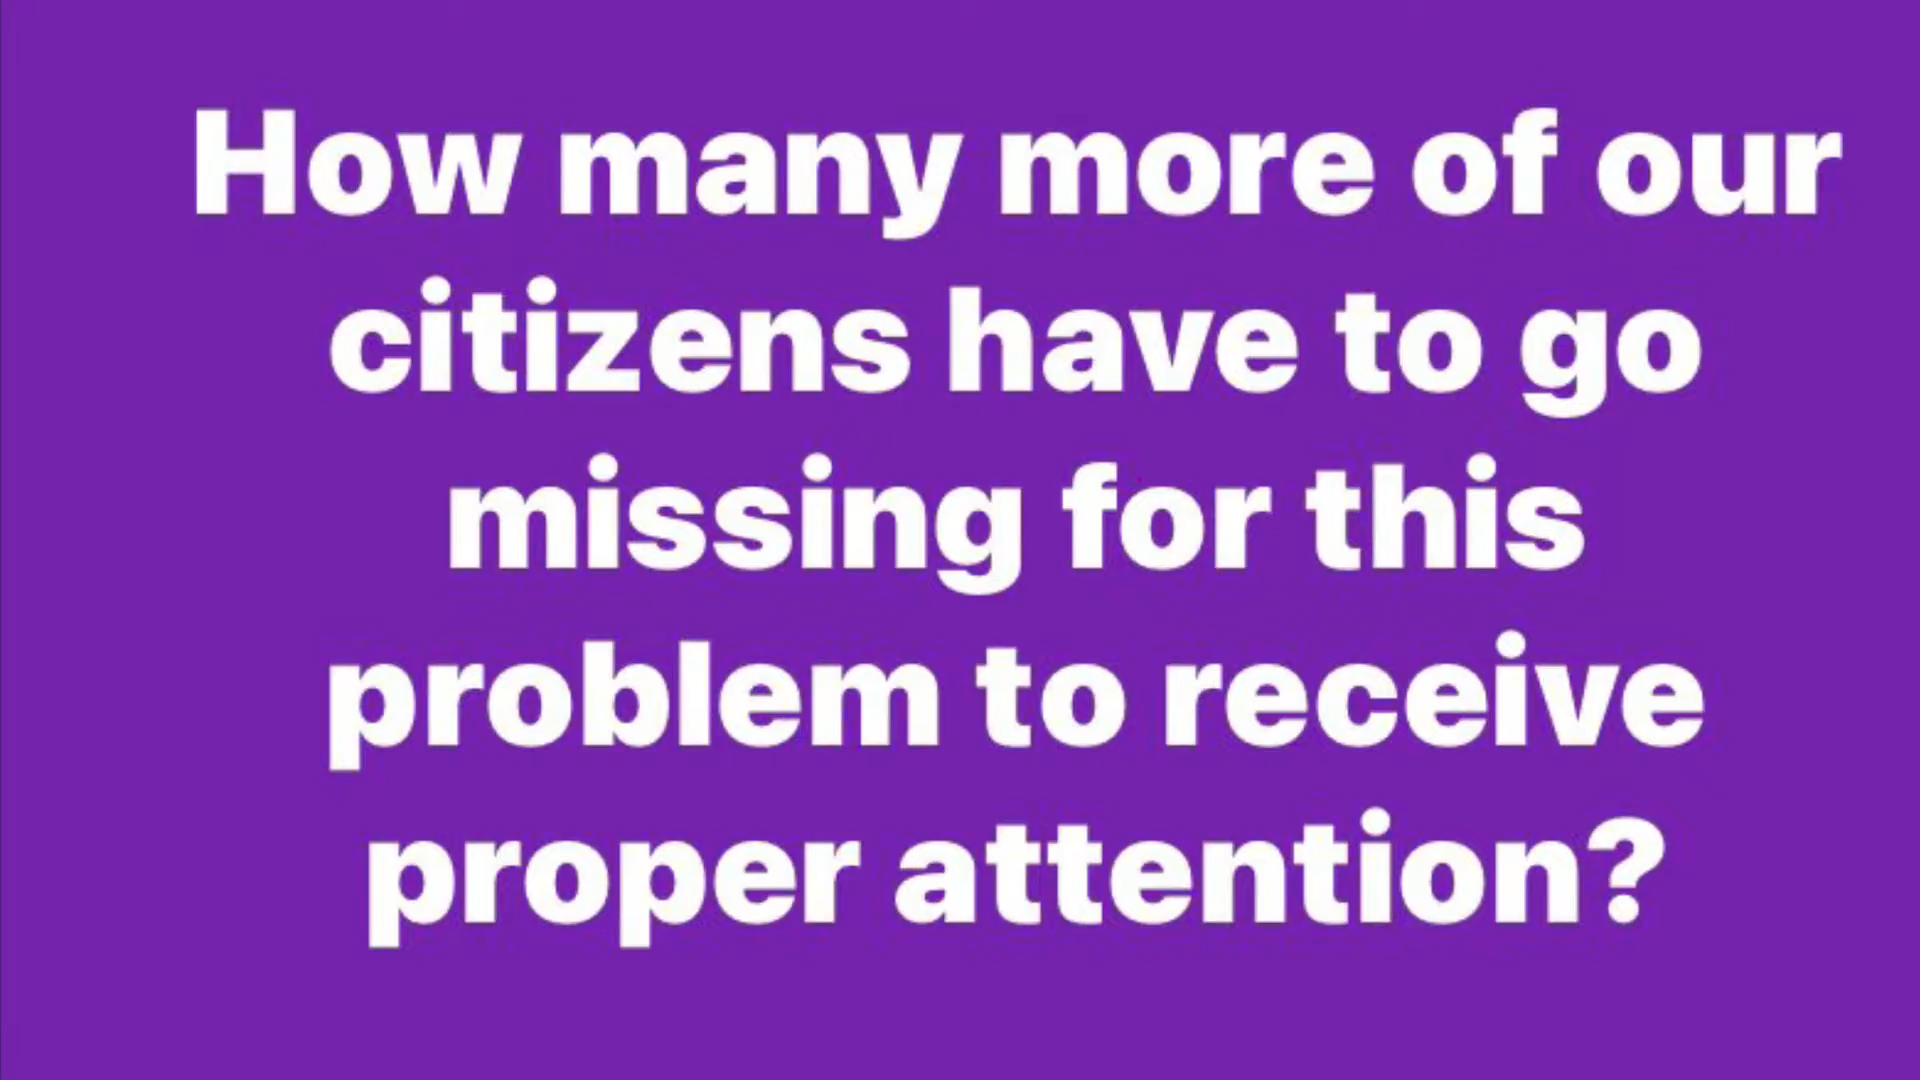 How many more of our
citizens have to go
missing for this
problem to receive
proper attention?